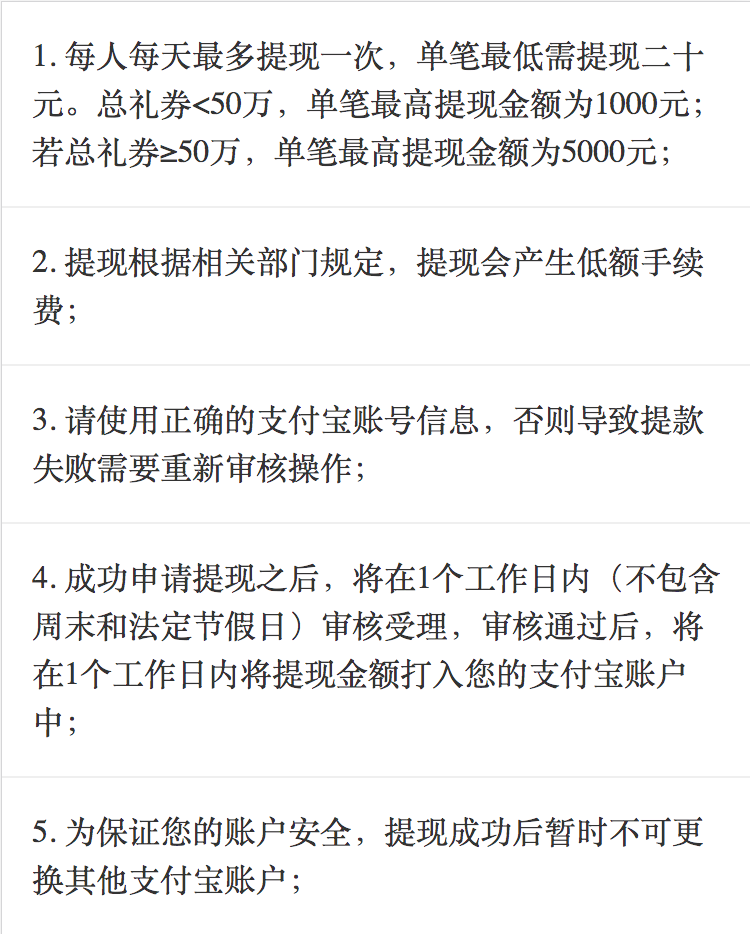 1. 每人每天最多提现一次，单笔最低需提现二十
元。总礼券<50万，单笔最高提现金额为1000元；
若总礼券≥50万，单笔最高提现金额为5000元；
2. 提现根据相关部门规定，提现会产生低额手续
费；
3. 请使用正确的支付宝账号信息，否则导致提款
失败需要重新审核操作；
4. 成功申请提现之后，将在1个工作日内（不包含
周末和法定节假日）审核受理，审核通过后，将
在1个工作日内将提现金额打入您的支付宝账户
中；
5. 为保证您的账户安全，提现成功后暂时不可更
换其他支付宝账户；